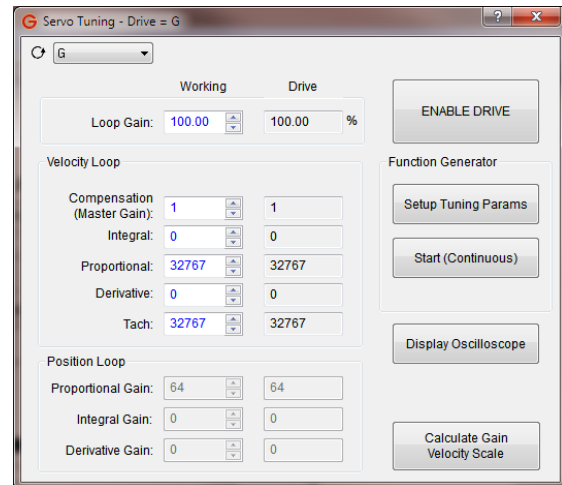 G Servo Tuning - Drive = G
G
Working Drive
Loop Gain: 100.00 100.00 %
ENABLE DRIVE
Velocity Loop
Compensation
(Master Gain): 1 1
Integral: 0 0
Proportional: 32767 32767
Derivative: 0 0
Tach: 32767 32767
Function Generator
Setup Tuning Params
Start (Continuous)
Display Oscilloscope
Position Loop
Proportional Gain: 64 64
Integral Gain: 0 0
Derivative Gain: 0 0
Calculate Gain
Velocity Scale